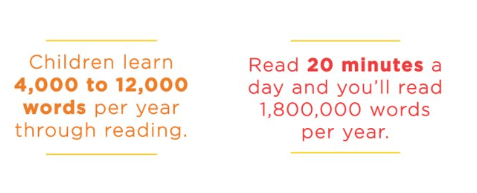 Children learn
4,000 to 12,000
words per year
through reading.
Read 20 minutes a
day and you'll read
1,800,000 words
per year.